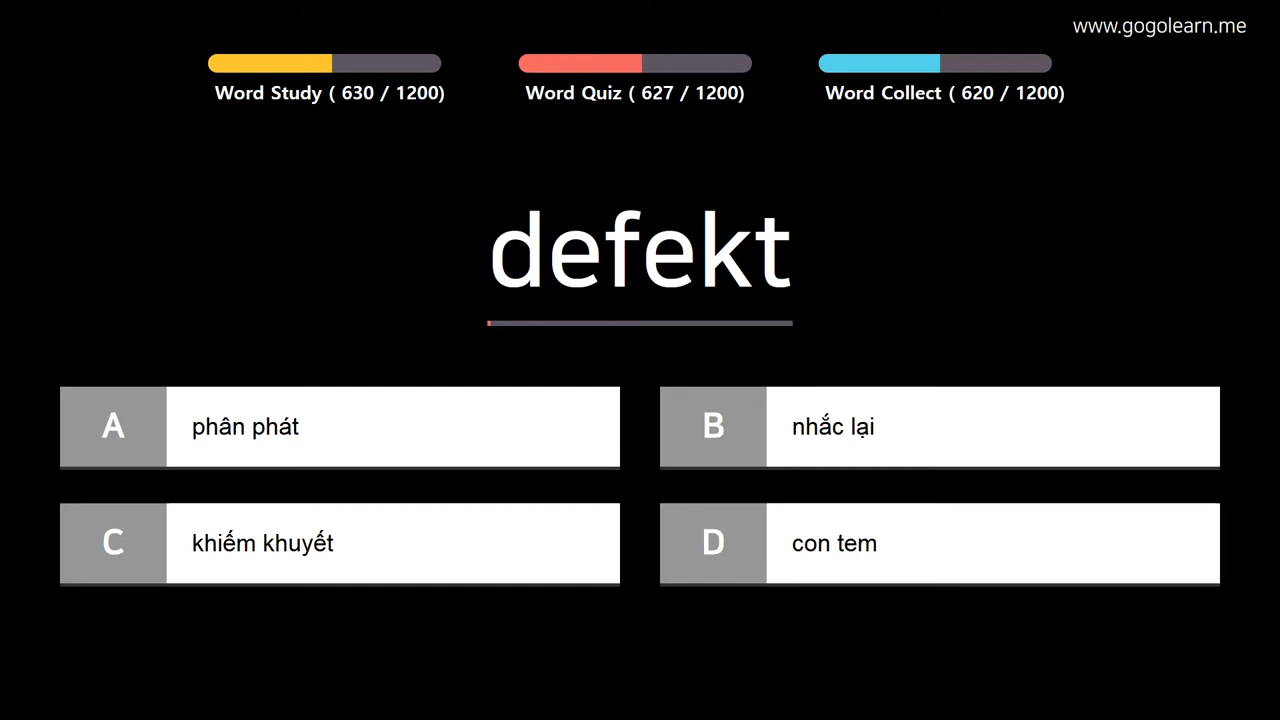 www.gogolearn.me
Word Study ( 630 / 1200)
Word Quiz ( 627 / 1200)
Word Collect ( 620 / 1200)
defekt
A phân phát
B nhắc lại
C khiếm khuyết
D con tem